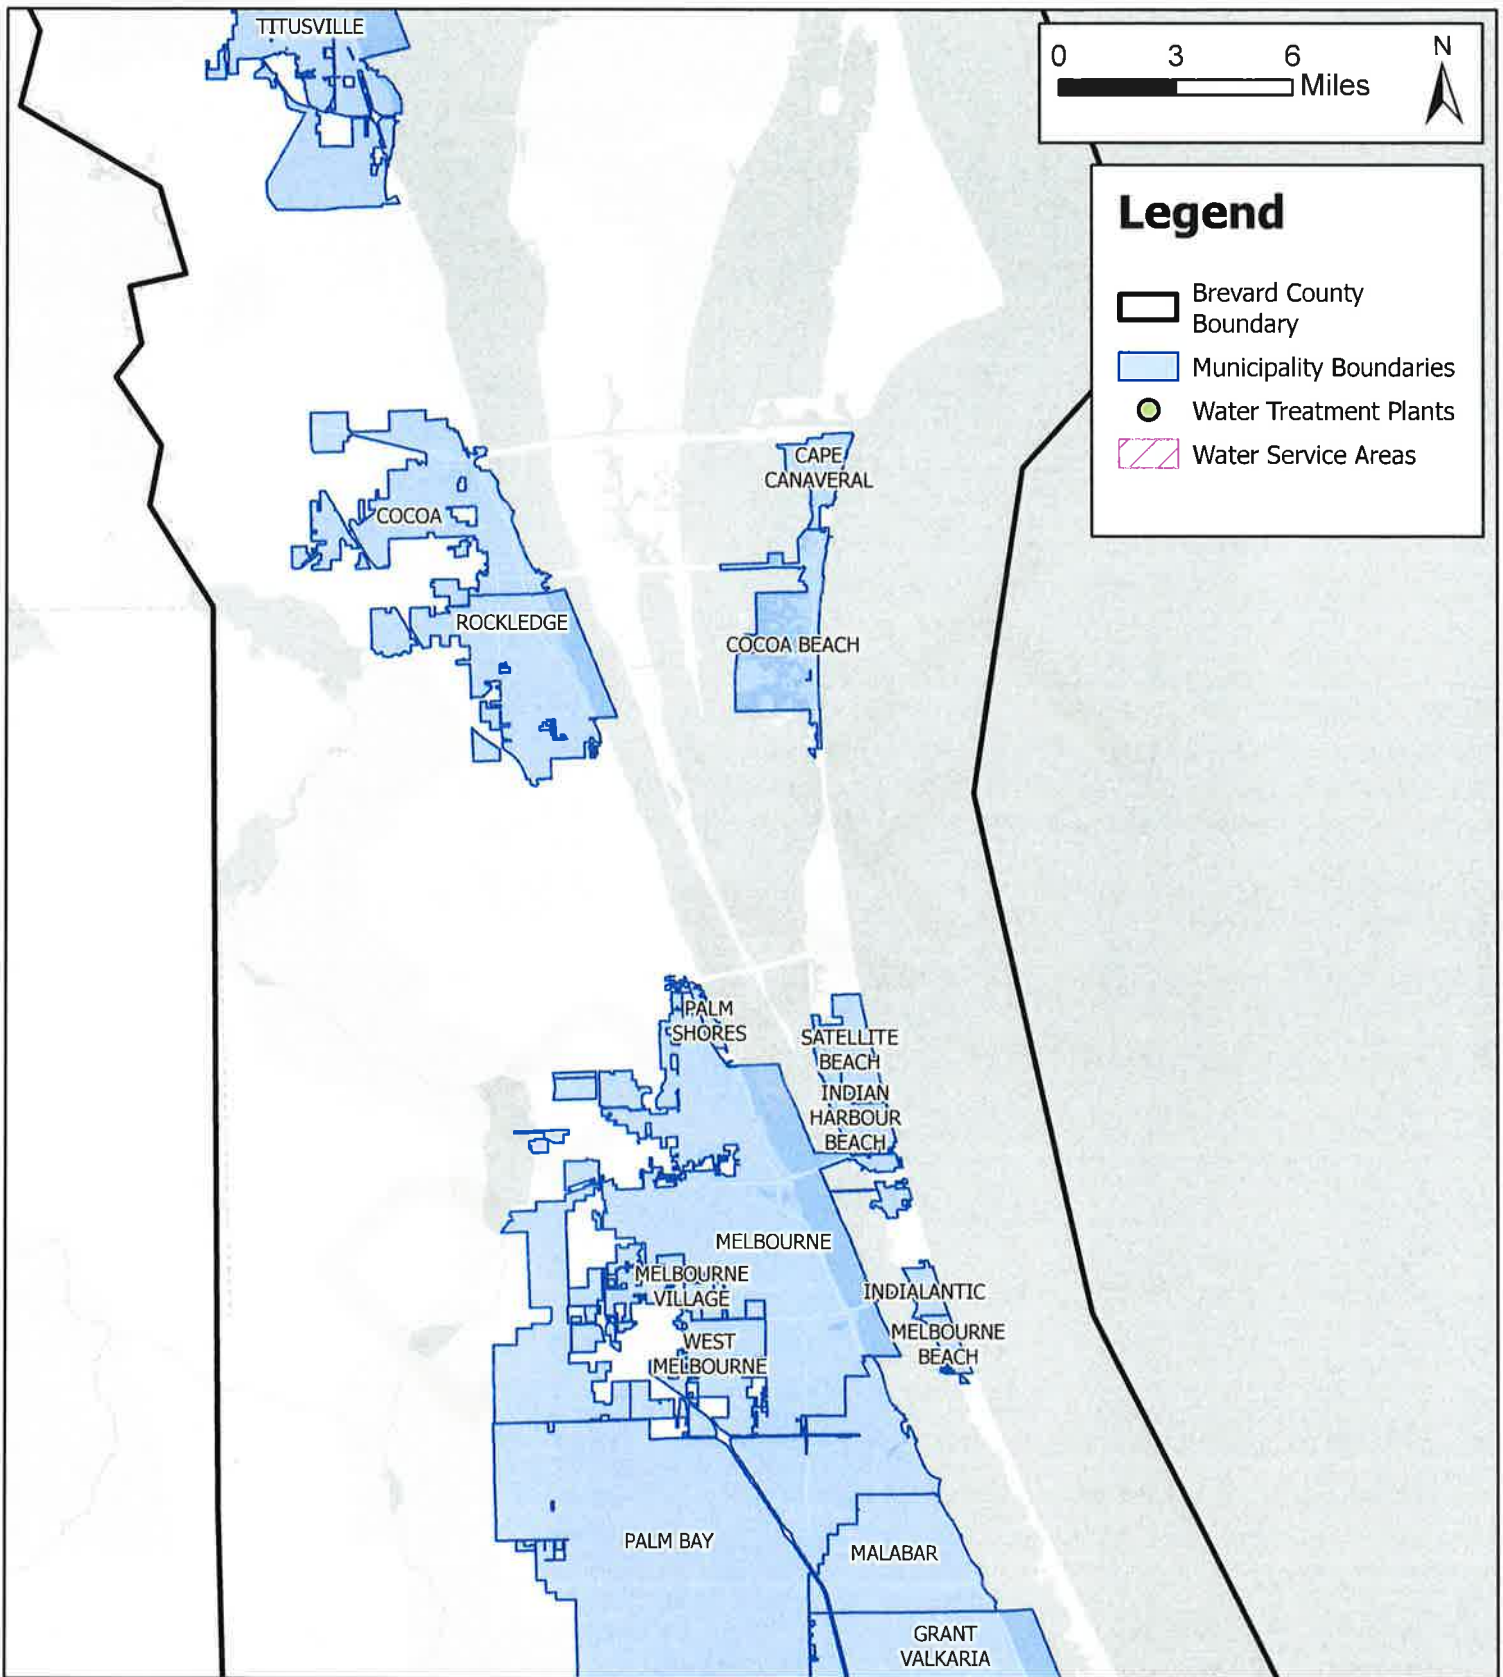 TITUSVILLE
0 3 6
Miles
N
Legend
Brevard County
Boundary
Municipality Boundaries
Water Treatment Plants
Water Service Areas
CAPE
CANAVERAL
COCOA
ROCKLEDGE
COCOA BEACH
PALM
SHORES
SATELLITE
BEACH
INDIAN
HARBOUR
BEACH
MELBOURNE
MELBOURNE
VILLAGE
INDIALANTIC
WEST
MELBOURNE
MELBOURNE
BEACH
PALM BAY
MALABAR
GRANT
VALKARIA